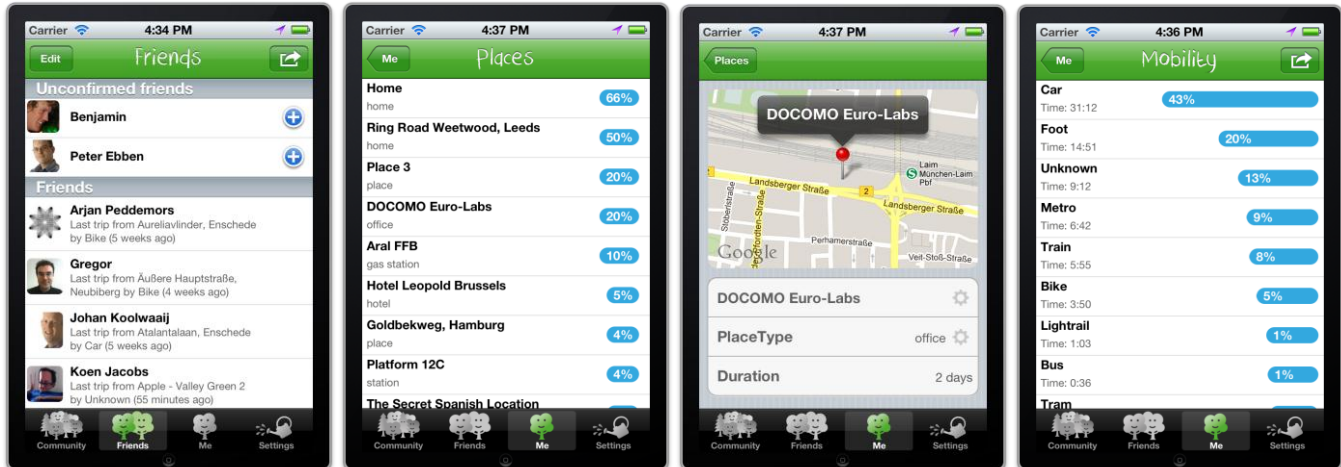 Carrier 4:34 PM
Edit Friends
Unconfirmed friends
Benjamin
Peter Ebben
Friends
Arjan Peddemors
Last trip from Aureliavlinder, Enschede
by Bike (5 weeks ago)
Gregor
Last trip from Äußere Hauptstraße,
Neubiberg by Bike (4 weeks ago)
Johan Koolwaaij
Last trip from Atalantalaan, Enschede
by Car (5 weeks ago)
Koen Jacobs
Last trip from Apple - Valley Green 2
by Unknown (55 minutes ago)
Community Friends Me Settings
Carrier 4:37 PM
Me Places
Home
home 66%
Ring Road Weetwood, Leeds
home 50%
Place 3
place 20%
DOCOMO Euro-Labs
office 20%
Aral FFB
gas station 10%
Hotel Leopold Brussels
hotel 5%
Goldbekweg, Hamburg
place 4%
Platform 12C
station 4%
The Secret Spanish Location
Community Friends Me Settings
Carrier 4:37 PM
Places
DOCOMO Euro-Labs
S Laim
München-Laim
Pbf
Landsberger Straße 2
Landsberger Straße
Stöberlstraße
Perhamerstraße
Veit-Stoß-Straße
Google
DOCOMO Euro-Labs
PlaceType office
Duration 2 days
Community Friends Me Settings
Carrier 4:36 PM
Me Mobility
Car
Time: 31:12 43%
Foot
Time: 14:51 20%
Unknown
Time: 9:12 13%
Metro
Time: 6:42 9%
Train
Time: 5:55 8%
Bike
Time: 3:50 5%
Lightrail
Time: 1:03 1%
Bus
Time: 0:36 1%
Tram
Community Friends Me Settings